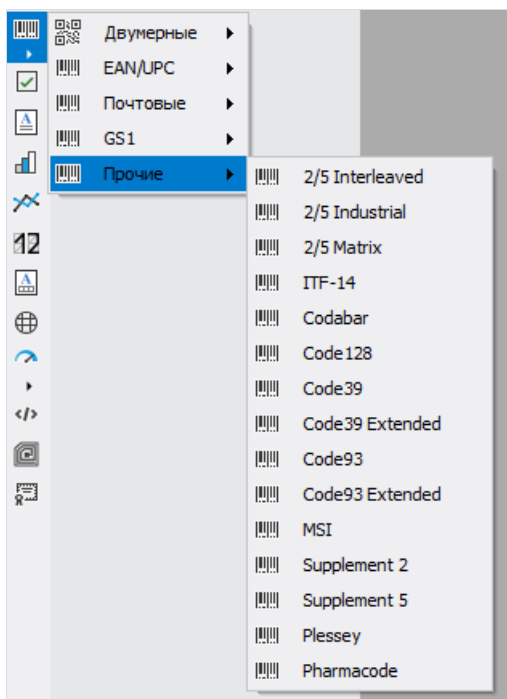 Двумерные
EAN/UPC
Почтовые
GS1
Прочие
2/5 Interleaved
2/5 Industrial
2/5 Matrix
ITF-14
Codabar
Code128
Code39
Code39 Extended
Code93
Code93 Extended
MSI
Supplement 2
Supplement 5
Plessey
Pharmacode
A
12
A